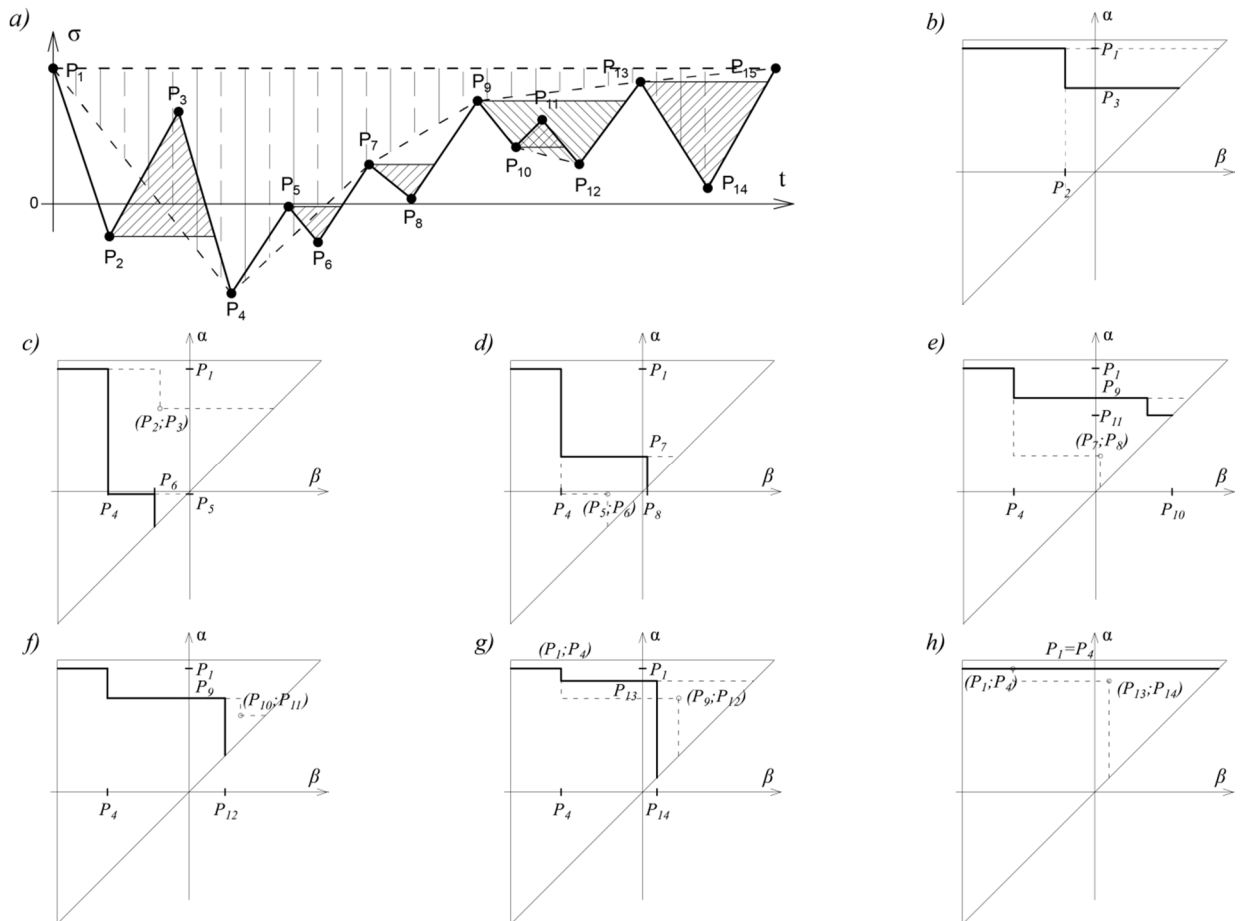 a)
σ
P1
P3
P13
P15
P9
P11
P7
P10
P12
P5
P14
t
0
P8
P2
P6
P4
b)
α
P1
P3
β
P2
c)
α
P1
(P2;P3)
P6
β
P4
P5
d)
α
P1
P7
β
P4
(P5;P6)
P8
e)
α
P1
P9
P11
(P7;P8)
β
P4
P10
f)
α
P1
P9
(P10;P11)
β
P4
P12
g)
α
(P1;P4)
P1
P13
(P9;P12)
β
P4
P14
h)
α
P1=P4
(P1;P4)
(P13;P14)
β